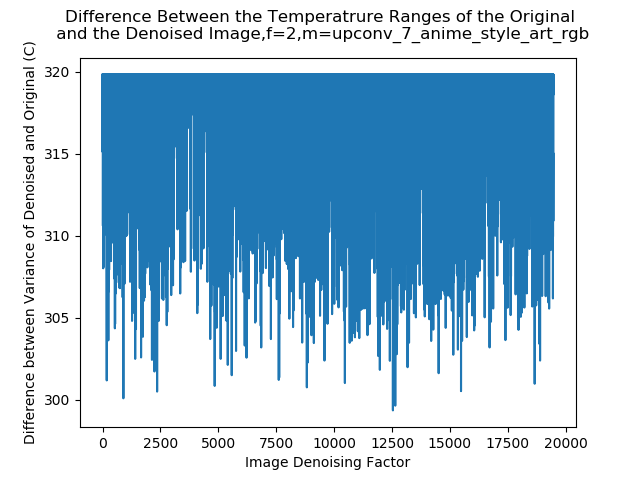 Difference Between the Temperatrure Ranges of the Original
and the Denoised Image,f=2,m=upconv_7_anime_style_art_rgb
Difference between Variance of Denoised and Original (C)
320
315
310
305
300
0 2500 5000 7500 10000 12500 15000 17500 20000
Image Denoising Factor